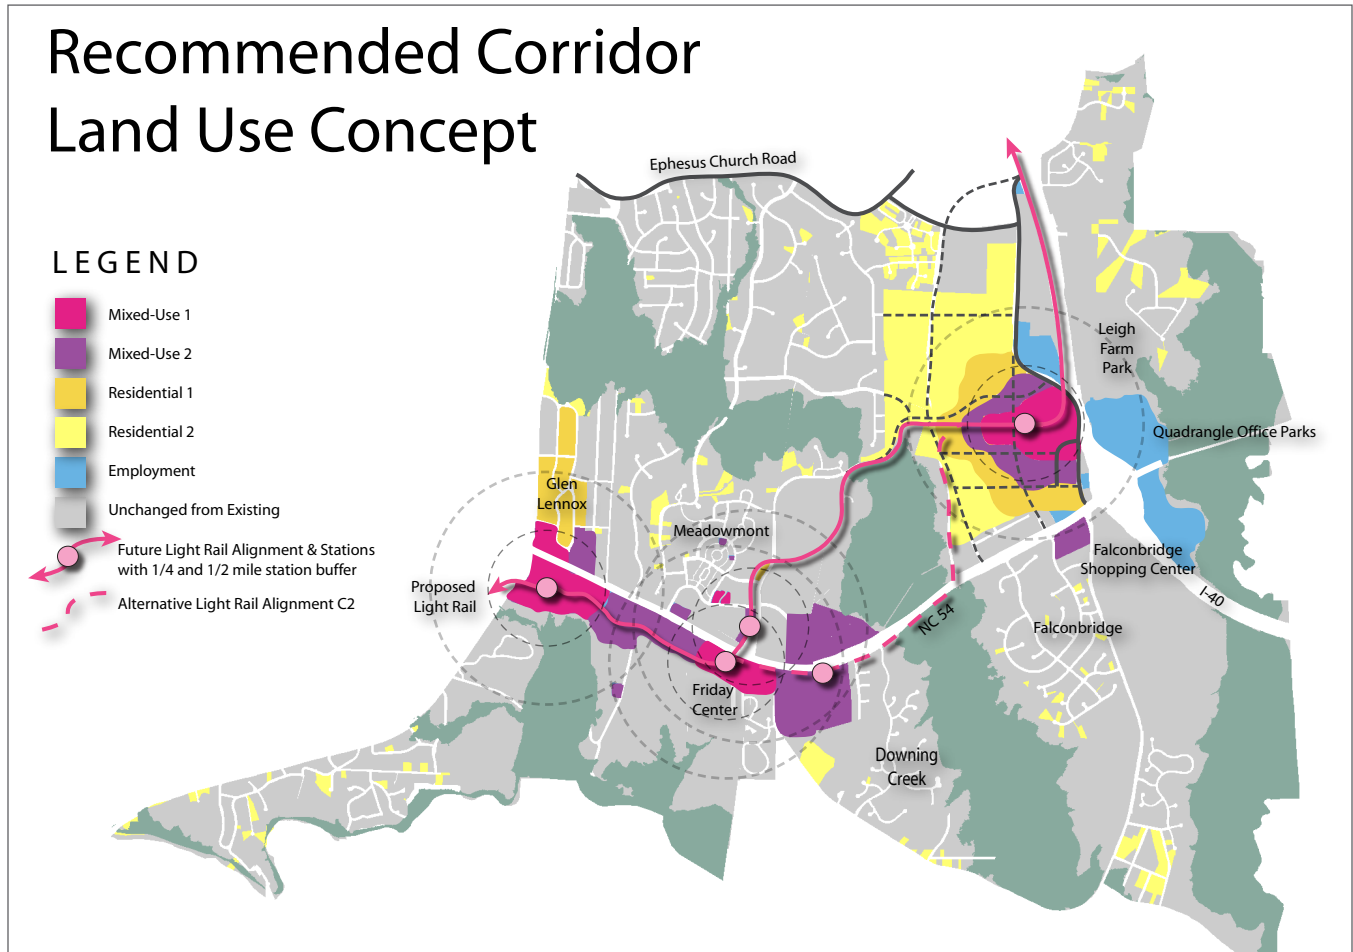 Recommended Corridor
Land Use Concept
Ephesus Church Road
LEGEND
Mixed-Use 1
Mixed-Use 2
Residential 1
Residential 2
Employment
Unchanged from Existing
Future Light Rail Alignment & Stations
with 1/4 and 1/2 mile station buffer
Alternative Light Rail Alignment C2
Leigh
Farm
Park
Quadrangle Office Parks
Glen
Lennox
Meadowmont
Falconbridge
Shopping Center
Proposed
Light Rail
I-40
NC 54
Falconbridge
Friday
Center
Downing
Creek